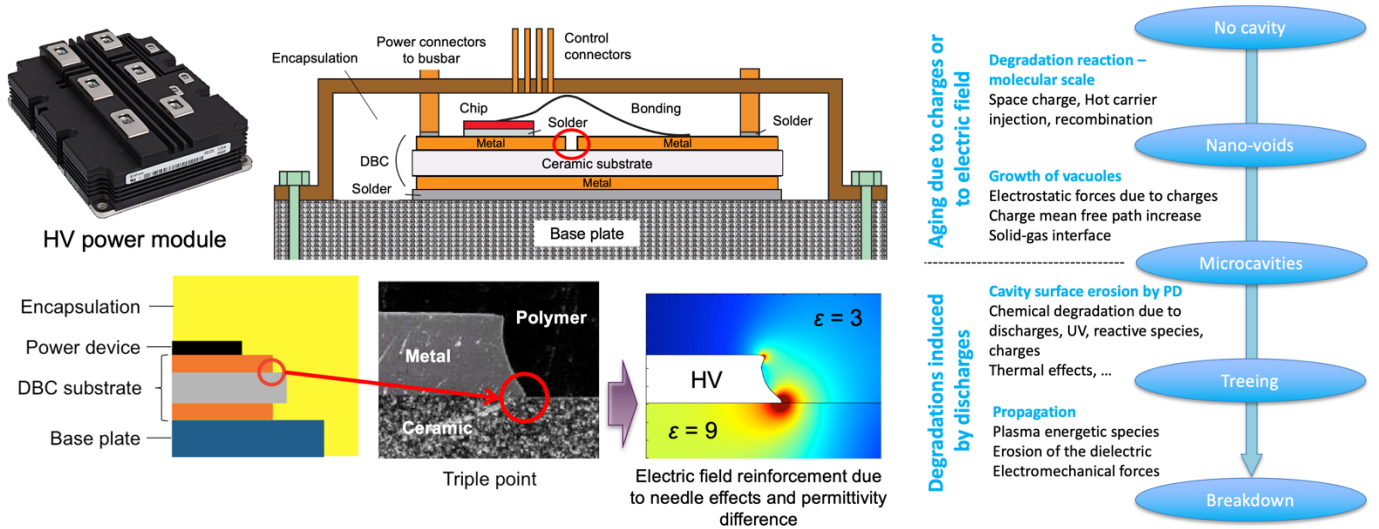 HV power module
Encapsulation
Power connectors
to busbar
Control
connectors
Chip
Bonding
Solder
Solder
Metal
Metal
DBC
Ceramic substrate
Solder
Metal
Base plate
Encapsulation
Power device
DBC substrate
Base plate
Polymer
Metal
Ceramic
Triple point
ε = 3
HV
ε = 9
Electric field reinforcement due
to needle effects and permittivity
difference
Aging due to charges or
to electric field
No cavity
Degradation reaction –
molecular scale
Space charge, Hot carrier
injection, recombination
Nano-voids
Growth of vacuoles
Electrostatic forces due to charges
Charge mean free path increase
Solid-gas interface
Microcavities
Degradations induced
by discharges
Cavity surface erosion by PD
Chemical degradation due to
discharges, UV, reactive species,
charges
Thermal effects, ...
Treeing
Propagation
Plasma energetic species
Erosion of the dielectric
Electromechanical forces
Breakdown